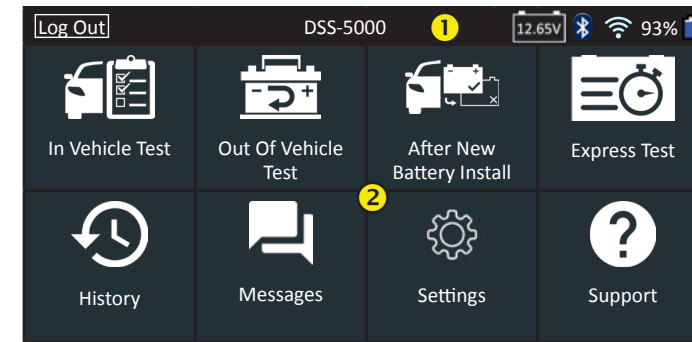 Log Out DSS-5000 1 12.65V 93%
In Vehicle Test Out Of Vehicle Test After New Battery Install Express Test
2
History Messages Settings Support